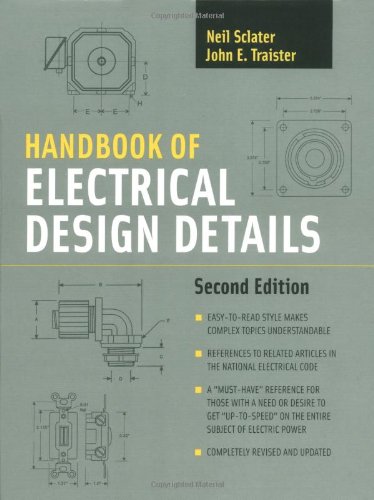 Neil Sclater
John E. Traister
HANDBOOK OF
ELECTRICAL
DESIGN DETAILS
Second Edition
EASY-TO-READ STYLE MAKES
COMPLEX TOPICS UNDERSTANDABLE
REFERENCES TO RELATED ARTICLES IN
THE NATIONAL ELECTRICAL CODE
A "MUST-HAVE" REFERENCE FOR
THOSE WITH A NEED OR DESIRE TO
GET "UP-TO-SPEED" ON THE ENTIRE
SUBJECT OF ELECTRIC POWER
COMPLETELY REVISED AND UPDATED
D
E
E
H
B
A
F
C
D